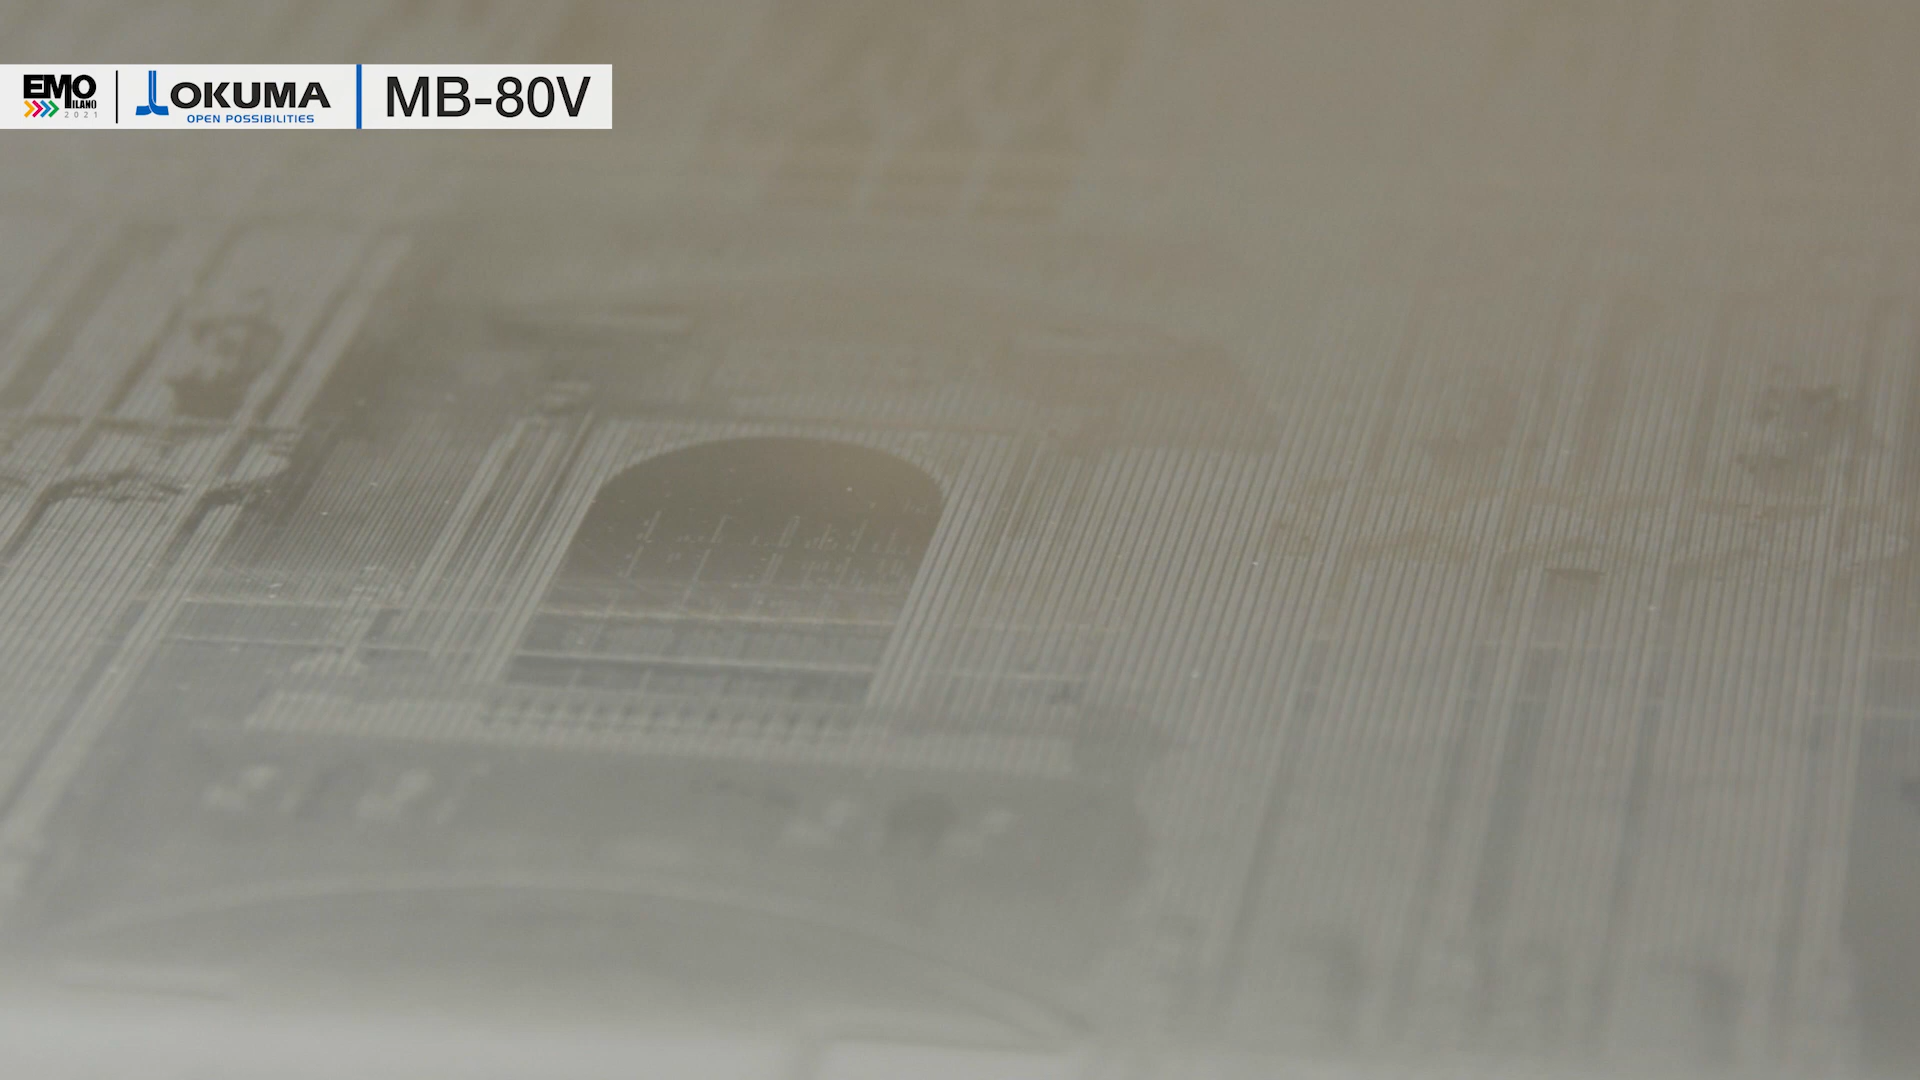 EMO
MILANO
2021
OKUMA
OPEN POSSIBILITIES
MB-80V